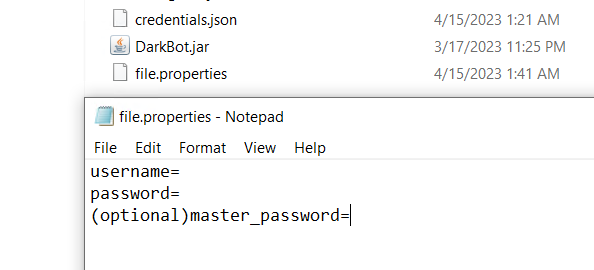 credentials.json 4/15/2023 1:21 AM
DarkBot.jar 3/17/2023 11:25 PM
file.properties 4/15/2023 1:41 AM
file.properties - Notepad
File Edit Format View Help
username=
password=
(optional)master_password=